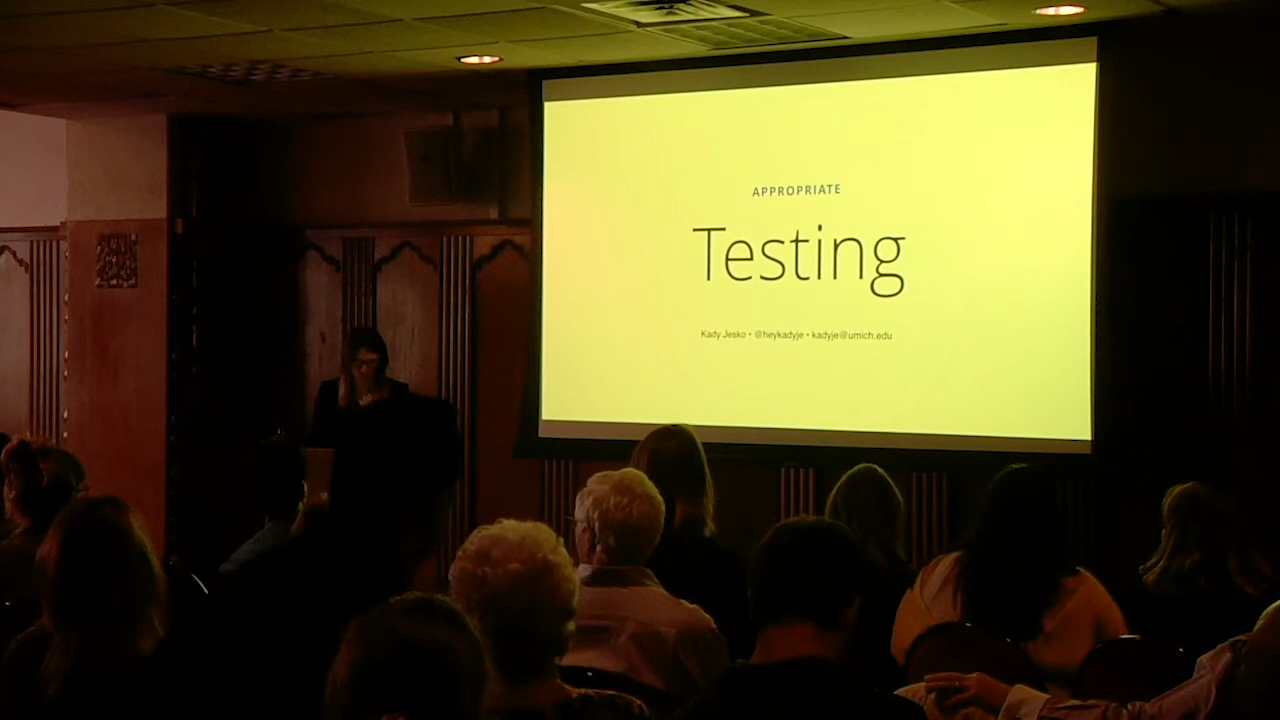 APPROPRIATE
Testing
Kady Jesko • @heykadyje • kadyje@umich.edu